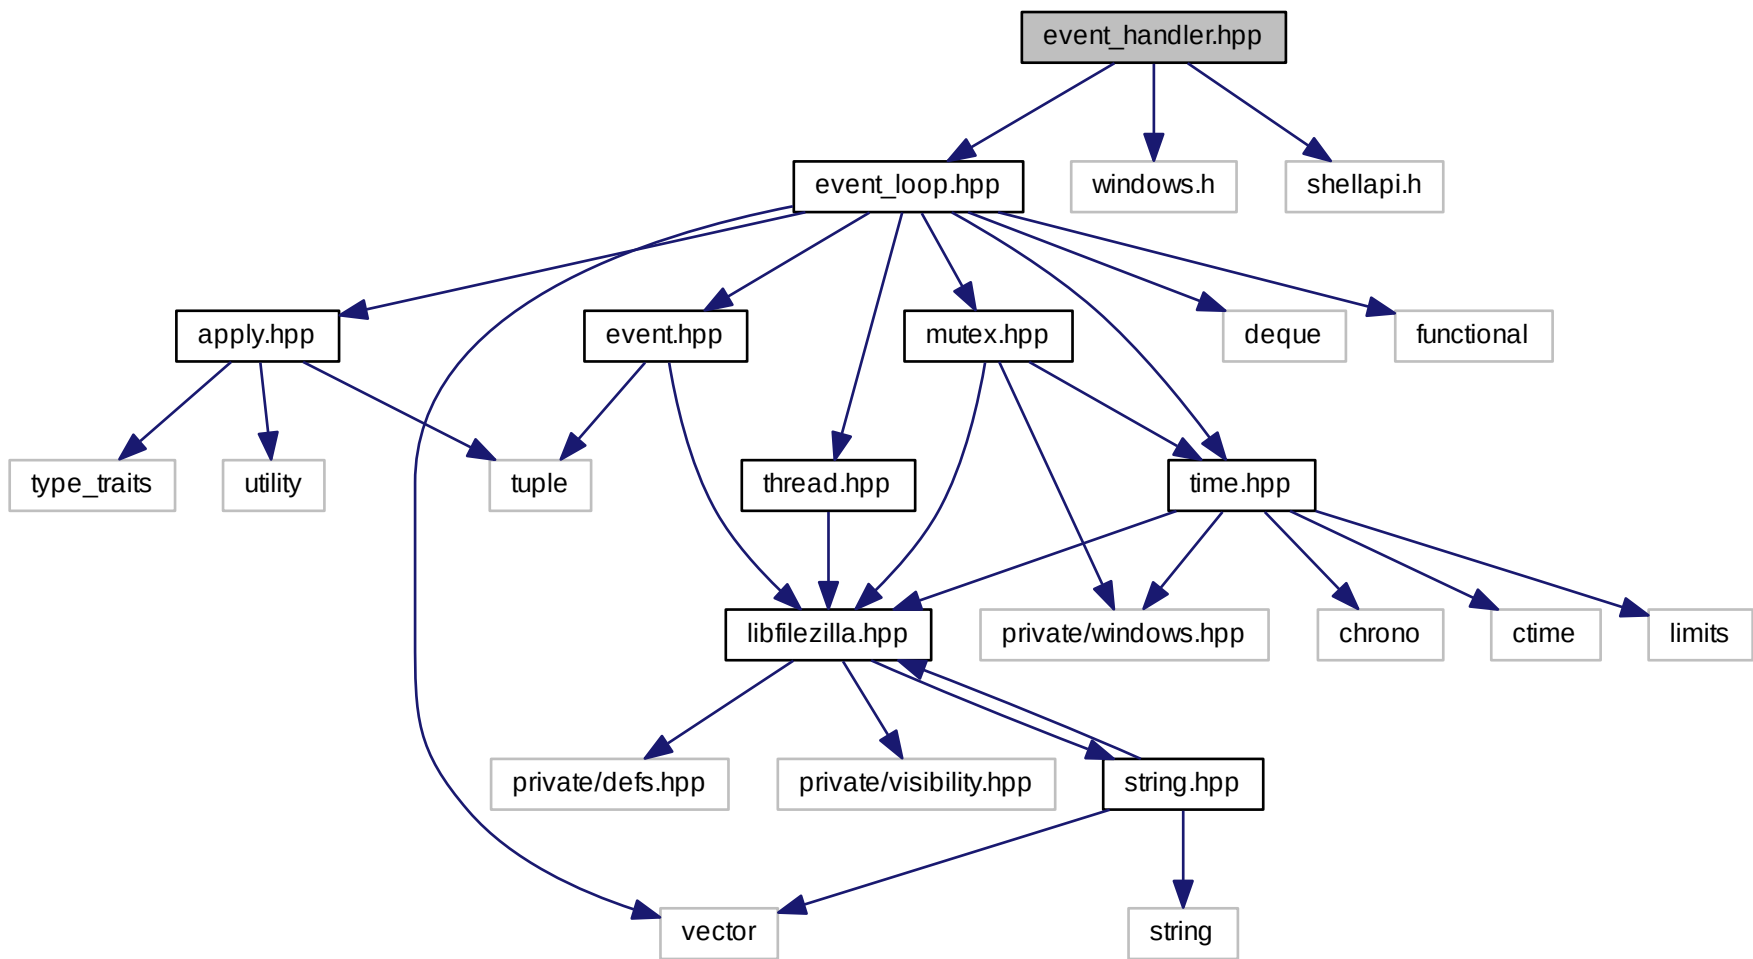 event_handler.hpp
event_loop.hpp
windows.h
shellapi.h
apply.hpp
event.hpp
mutex.hpp
deque
functional
type_traits
utility
tuple
thread.hpp
time.hpp
libfilezilla.hpp
private/windows.hpp
chrono
ctime
limits
private/defs.hpp
private/visibility.hpp
string.hpp
vector
string